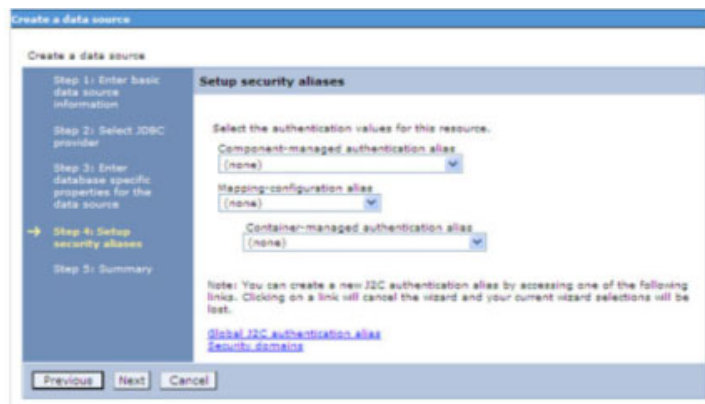 Create a data source
Create a data source
Step 1: Enter basic
data source
information
Step 2: Select JDBC
provider
Step 3: Enter
database specific
properties for the
data source
Step 4: Setup
security aliases
Step 5: Summary
Setup security aliases
Select the authentication values for this resource.
Component-managed authentication alias
(none)
Mapping-configuration alias
(none)
Container-managed authentication alias
(none)
Note: You can create a new J2C authentication alias by accessing one of the following
links. Clicking on a link will cancel the wizard and your current wizard selections will be
lost.
Global J2C authentication alias
Security domains
Previous Next Cancel